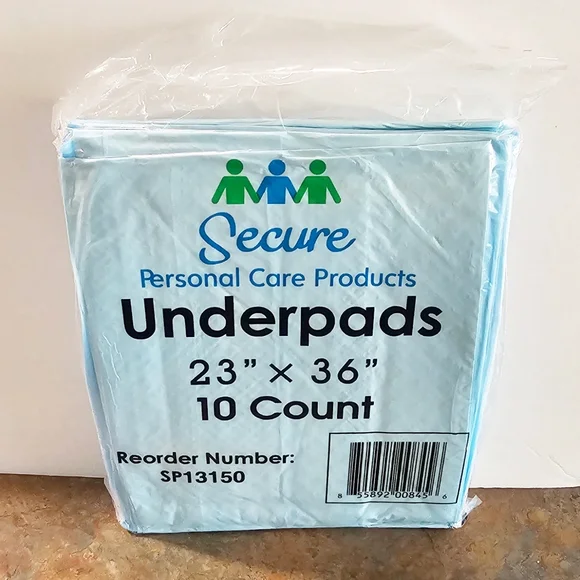 Secure
Personal Care Products
Underpads
23" × 36"
10 Count
Reorder Number:
SP13150
8 55892 00845 6